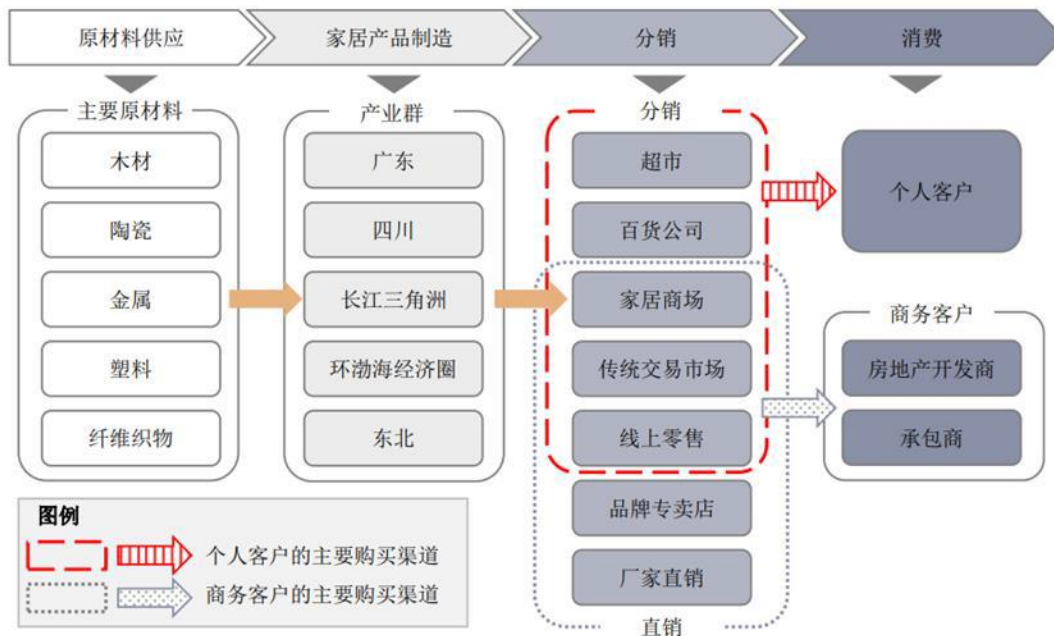 原材料供应
家居产品制造
分销
消费
主要原材料
木材
陶瓷
金属
塑料
纤维织物
产业群
广东
四川
长江三角洲
环渤海经济圈
东北
分销
超市
百货公司
家居商场
传统交易市场
线上零售
品牌专卖店
厂家直销
直销
个人客户
商务客户
房地产开发商
承包商
图例
个人客户的主要购买渠道
商务客户的主要购买渠道